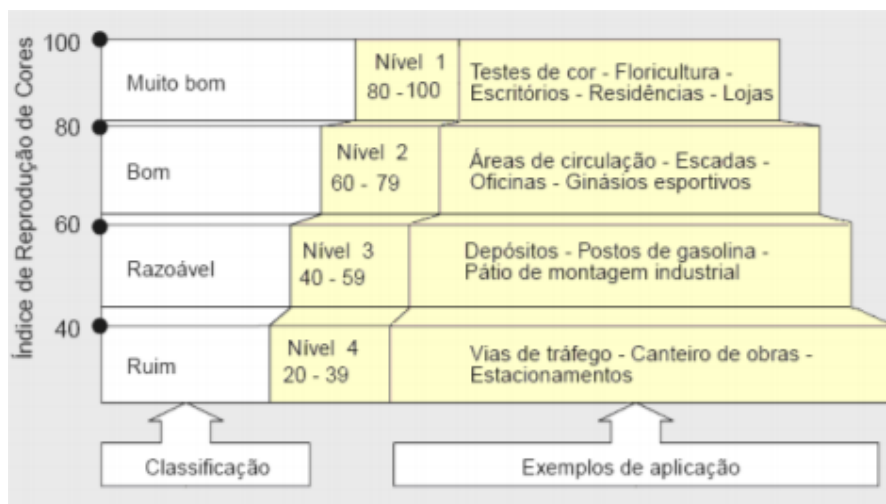 Índice de Reprodução de Cores
100
Muito bom
Nível 1
80 - 100
Testes de cor - Floricultura -
Escritórios - Residências - Lojas
80
Bom
Nível 2
60 - 79
Áreas de circulação - Escadas -
Oficinas - Ginásios esportivos
60
Razoável
Nível 3
40 - 59
Depósitos - Postos de gasolina -
Pátio de montagem industrial
40
Ruim
Nível 4
20 - 39
Vias de tráfego - Canteiro de obras -
Estacionamentos
Classificação
Exemplos de aplicação